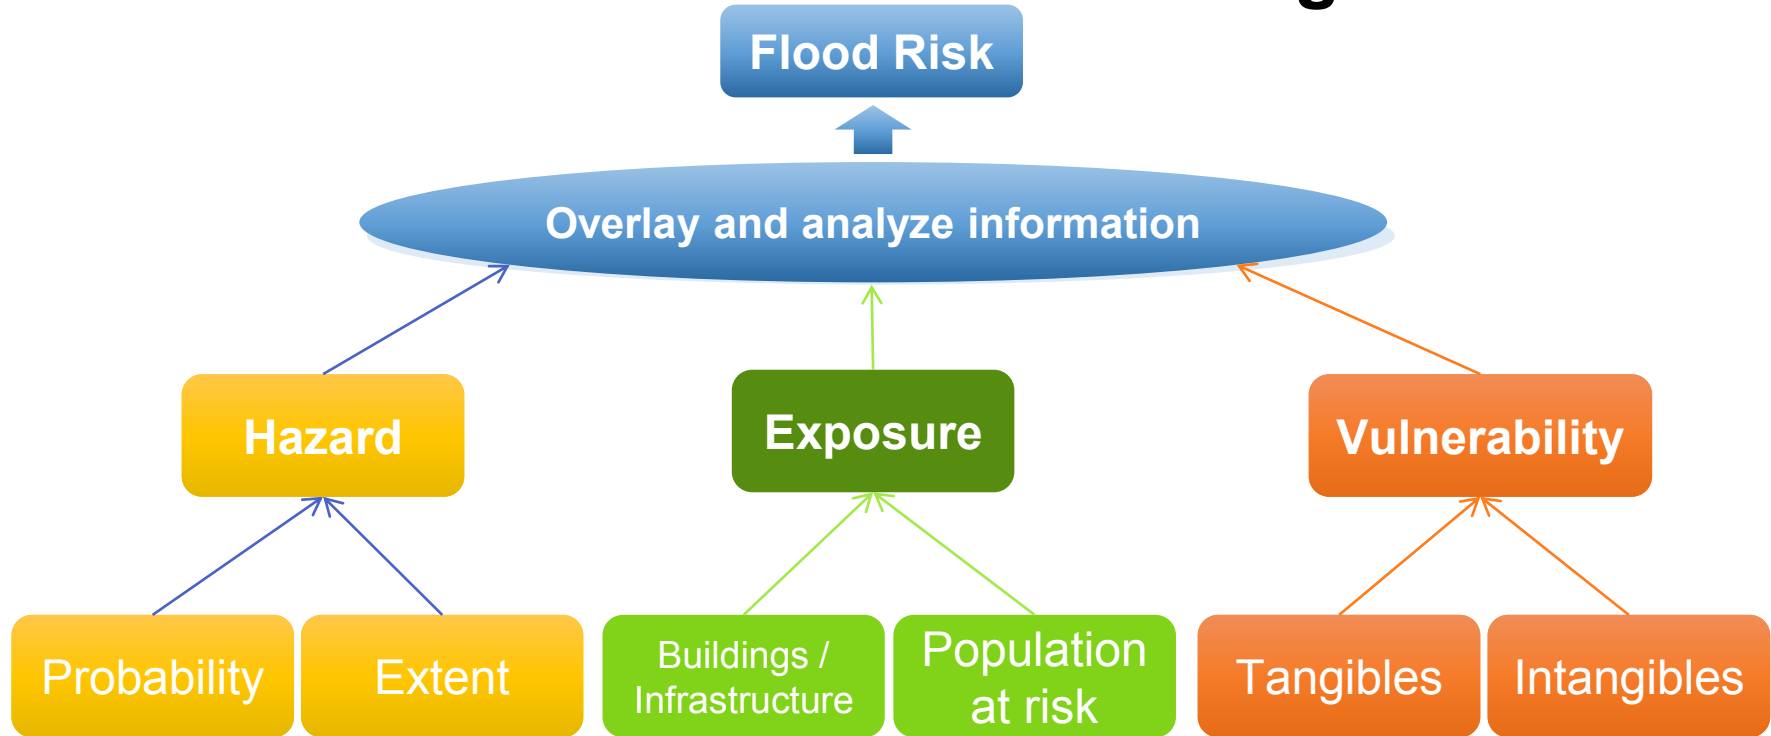 Flood Risk
Overlay and analyze information
Hazard
Exposure
Vulnerability
Probability
Extent
Buildings /
Infrastructure
Population
at risk
Tangibles
Intangibles